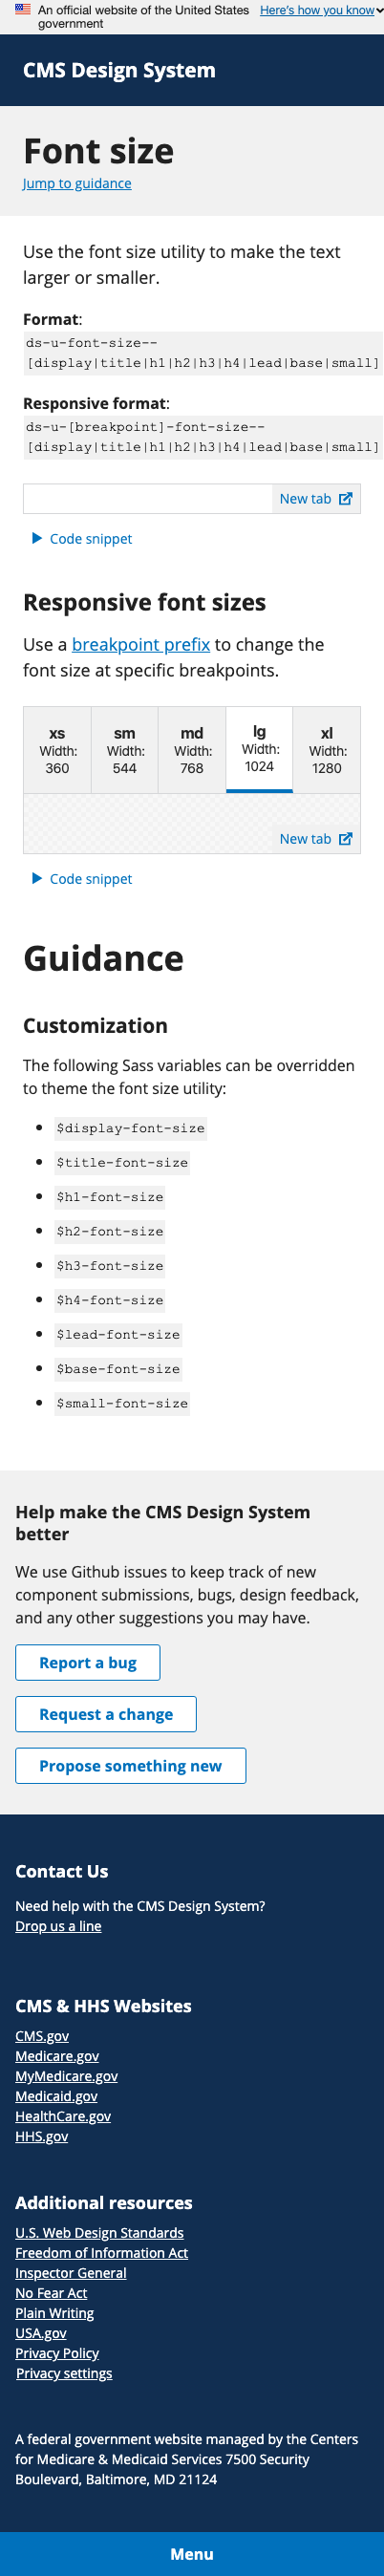 An official website of the United States
government
Here's how you know
CMS Design System
Font size
Jump to guidance
Use the font size utility to make the text
larger or smaller.
Format:
ds-u-font-size--
[display|title|h1|h2|h3|h4|lead|base|small]
Responsive format:
ds-u-[breakpoint]-font-size--
[display|title|h1|h2|h3|h4|lead|base|small]
New tab
Code snippet
Responsive font sizes
Use a breakpoint prefix to change the
font size at specific breakpoints.
xs
Width:
360
sm
Width:
544
md
Width:
768
lg
Width:
1024
xl
Width:
1280
New tab
Code snippet
Guidance
Customization
The following Sass variables can be overridden
to theme the font size utility:
$display-font-size
$title-font-size
$h1-font-size
$h2-font-size
$h3-font-size
$h4-font-size
$lead-font-size
$base-font-size
$small-font-size
Help make the CMS Design System
better
We use Github issues to keep track of new
component submissions, bugs, design feedback,
and any other suggestions you may have.
Report a bug
Request a change
Propose something new
Contact Us
Need help with the CMS Design System?
Drop us a line
CMS & HHS Websites
CMS.gov
Medicare.gov
MyMedicare.gov
Medicaid.gov
HealthCare.gov
HHS.gov
Additional resources
U.S. Web Design Standards
Freedom of Information Act
Inspector General
No Fear Act
Plain Writing
USA.gov
Privacy Policy
Privacy settings
A federal government website managed by the Centers
for Medicare & Medicaid Services 7500 Security
Boulevard, Baltimore, MD 21124
Menu